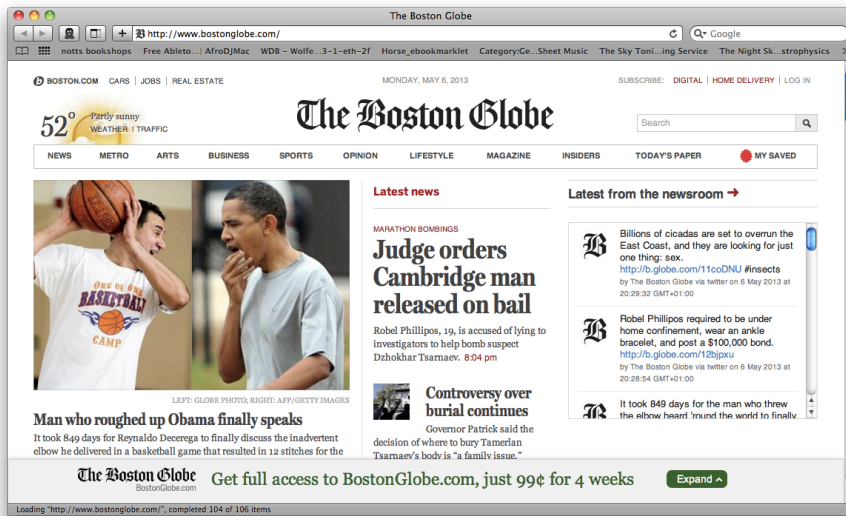 The Boston Globe
http://www.bostonglobe.com/
Google
notts bookshops Free Ableto...| AfroDJMac WDB - Wolfe...3-1-eth-2f Horse_ebookmarklet Category:Ge...Sheet Music The Sky Toni...ing Service The Night Sk...strophysics
BOSTON.COM CARS | JOBS | REAL ESTATE
MONDAY, MAY 6, 2013
SUBSCRIBE: DIGITAL | HOME DELIVERY | LOG IN
52°
Partly sunny
WEATHER | TRAFFIC
The Boston Globe
Search
NEWS METRO ARTS BUSINESS SPORTS OPINION LIFESTYLE MAGAZINE INSIDERS TODAY'S PAPER MY SAVED
ONE ON ONE
BASKETBALL
CAMP
LEFT: GLOBE PHOTO; RIGHT: AFP/GETTY IMAGES
Man who roughed up Obama finally speaks
It took 849 days for Reynaldo Decerega to finally discuss the inadvertent
elbow he delivered in a basketball game that resulted in 12 stitches for the
Latest news
MARATHON BOMBINGS
Judge orders
Cambridge man
released on bail
Robel Phillipos, 19, is accused of lying to
investigators to help bomb suspect
Dzhokhar Tsarnaev. 8:04 pm
Controversy over
burial continues
Governor Patrick said the
decision of where to bury Tamerlan
Tsarnaev's body is "a family issue."
Latest from the newsroom
B
Billions of cicadas are set to overrun the
East Coast, and they are looking for just
one thing: sex.
http://b.globe.com/11coDNU #insects
by The Boston Globe via twitter on 6 May 2013 at
20:29:32 GMT+01:00
B
Robel Phillipos required to be under
home confinement, wear an ankle
bracelet, and post a $100,000 bond.
http://b.globe.com/12bjpxu
by The Boston Globe via twitter on 6 May 2013 at
20:28:54 GMT+01:00
B
It took 849 days for the man who threw
the elbow heard 'round the world to finally
The Boston Globe
BostonGlobe.com
Get full access to BostonGlobe.com, just 99¢ for 4 weeks
Expand
Loading "http://www.bostonglobe.com/", completed 104 of 106 items